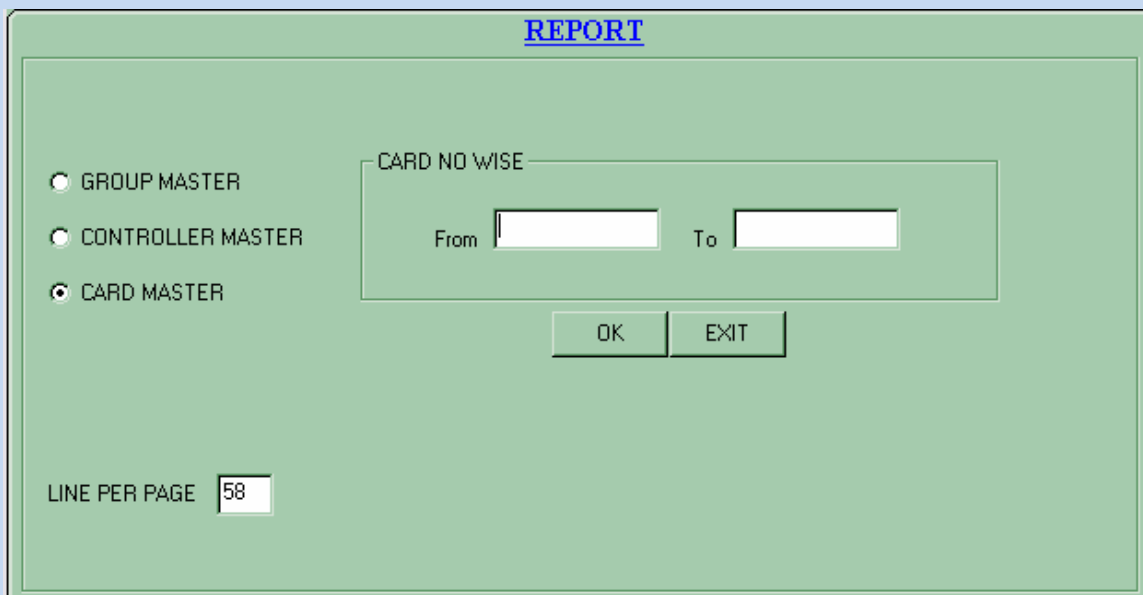 REPORT
GROUP MASTER
CONTROLLER MASTER
CARD MASTER
CARD NO WISE
From To
OK EXIT
LINE PER PAGE 58